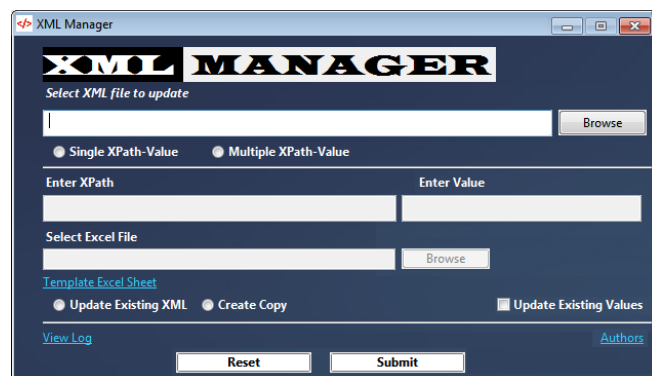 XML Manager
XML MANAGER
Select XML file to update
Browse
Single XPath-Value Multiple XPath-Value
Enter XPath Enter Value
Select Excel File
Browse
Template Excel Sheet
Update Existing XML Create Copy Update Existing Values
View Log Authors
Reset Submit